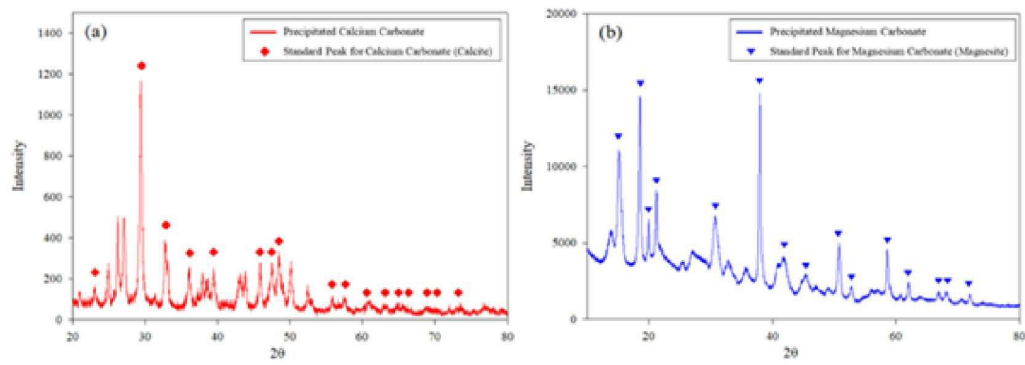 (a)
Precipitated Calcium Carbonate
Standard Peak for Calcium Carbonate (Calcite)
1400
1200
1000
800
600
400
200
0
Intensity
20 30 40 50 60 70 80
2θ
(b)
Precipitated Magnesium Carbonate
Standard Peak for Magnesium Carbonate (Magnesite)
20000
15000
10000
5000
0
Intensity
20 40 60 80
2θ